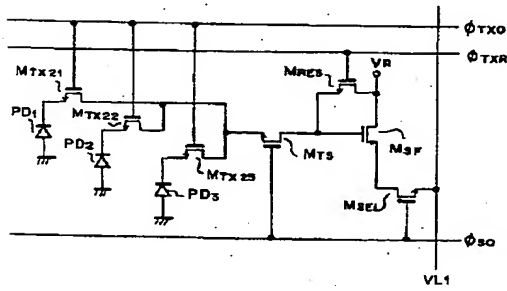 ΦTXO
ΦTXR
MRES
VR
MTX21
PD1
MTX22
PD2
MTX23
PD3
MTS
MSF
MSEL
ΦSO
VL1